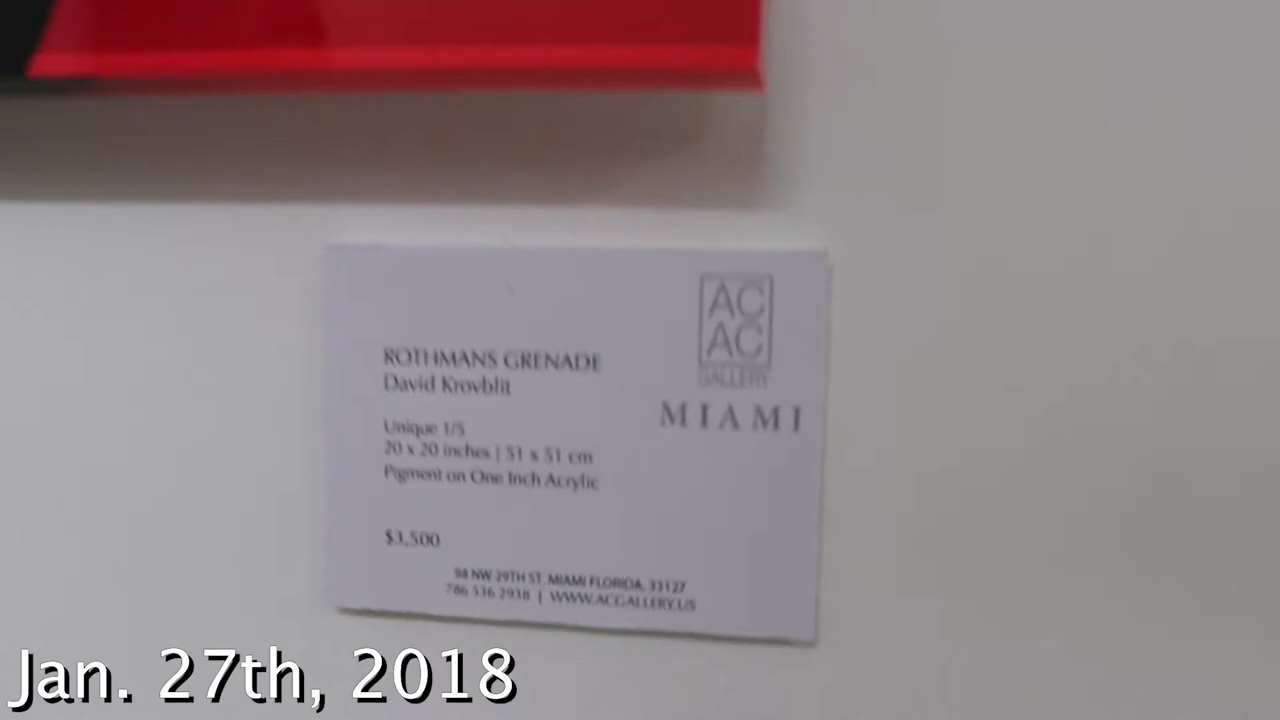 AC
AC
GALLERY
MIAMI
ROTHMANS GRENADE
David Krovblit
Unique 1/5
20 x 20 inches | 51 x 51 cm
Pigment on One Inch Acrylic
$3,500
98 NW 29TH ST, MIAMI FLORIDA, 33127
786 536 2938 | WWW.ACGALLERY.US
Jan. 27th, 2018